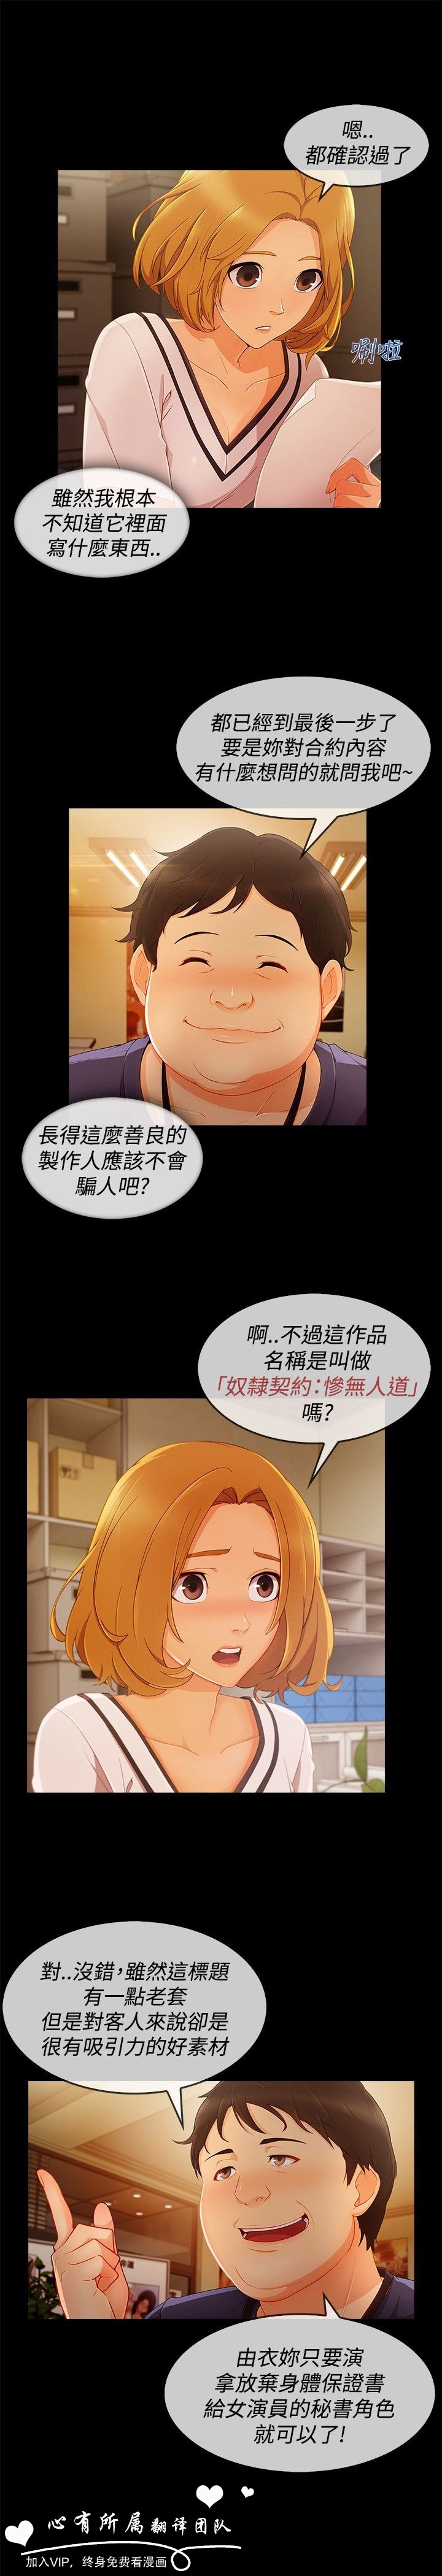 嗯..
都確認過了
唰啦
雖然我根本
不知道它裡面
寫什麼東西..
都已經到最後一步了
要是妳對合約內容
有什麼想問的就問我吧~
長得這麼善良的
製作人應該不會
騙人吧?
啊..不過這作品
名稱是叫做
「奴隸契約:慘無人道」
嗎?
對..沒錯,雖然這標題
有一點老套
但是對客人來說卻是
很有吸引力的好素材
由衣妳只要演
拿放棄身體保證書
給女演員的秘書角色
就可以了!
心有所属翻译团队
加入VIP,终身免费看漫画